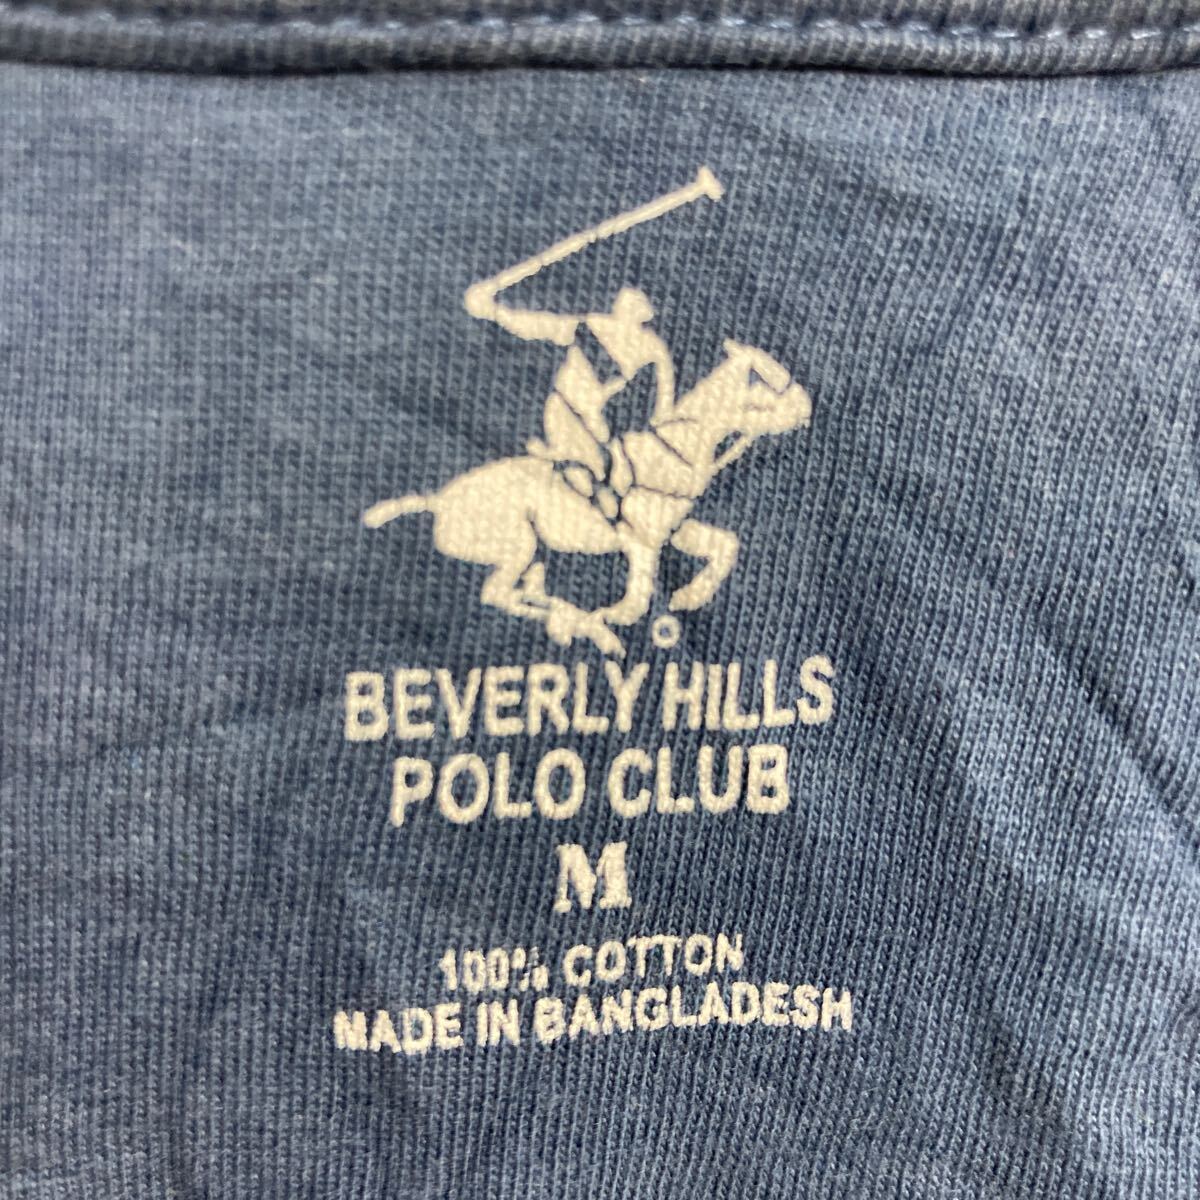 BEVERLY HILLS
POLO CLUB
M
100% COTTON
MADE IN BANGLADESH